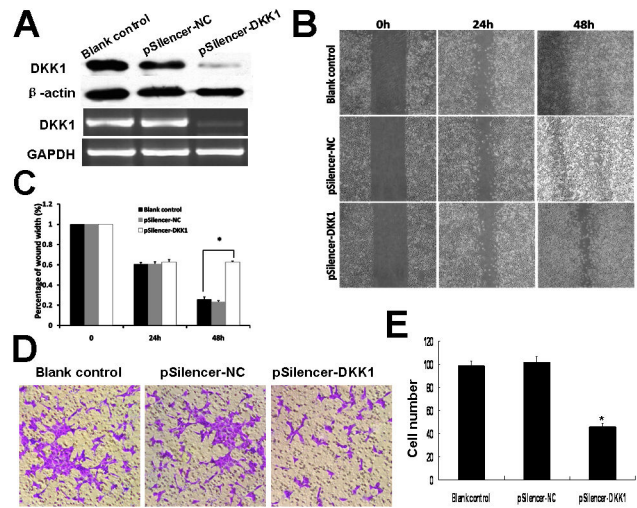 A
Blank control
pSilencer-NC
pSilencer-DKK1
DKK1
β-actin
DKK1
GAPDH
B
0h 24h 48h
Blank control
pSilencer-NC
pSilencer-DKK1
C
Percentage of wound width (%)
1.2
1
0.8
0.6
0.4
0.2
0
Blank control
pSilencer-NC
pSilencer-DKK1
*
0 24h 48h
D
Blank control pSilencer-NC pSilencer-DKK1
E
Cell number
120
100
80
60
40
20
0
*
Blank control pSilencer-NC pSilencer-DKK1